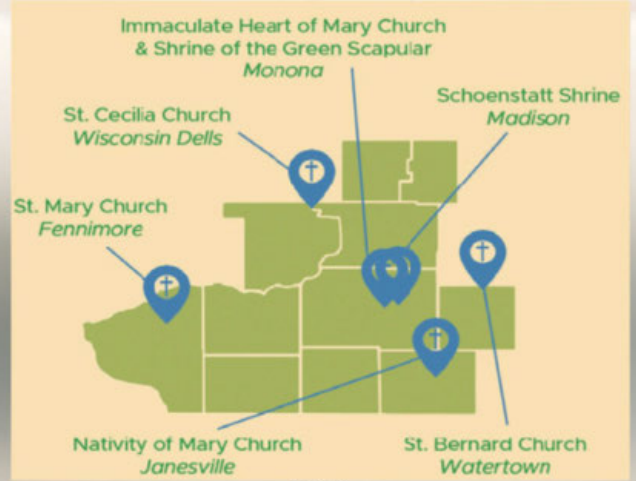 Immaculate Heart of Mary Church
& Shrine of the Green Scapular
Monona
Schoenstatt Shrine
Madison
St. Cecilia Church
Wisconsin Dells
St. Mary Church
Fennimore
Nativity of Mary Church
Janesville
St. Bernard Church
Watertown